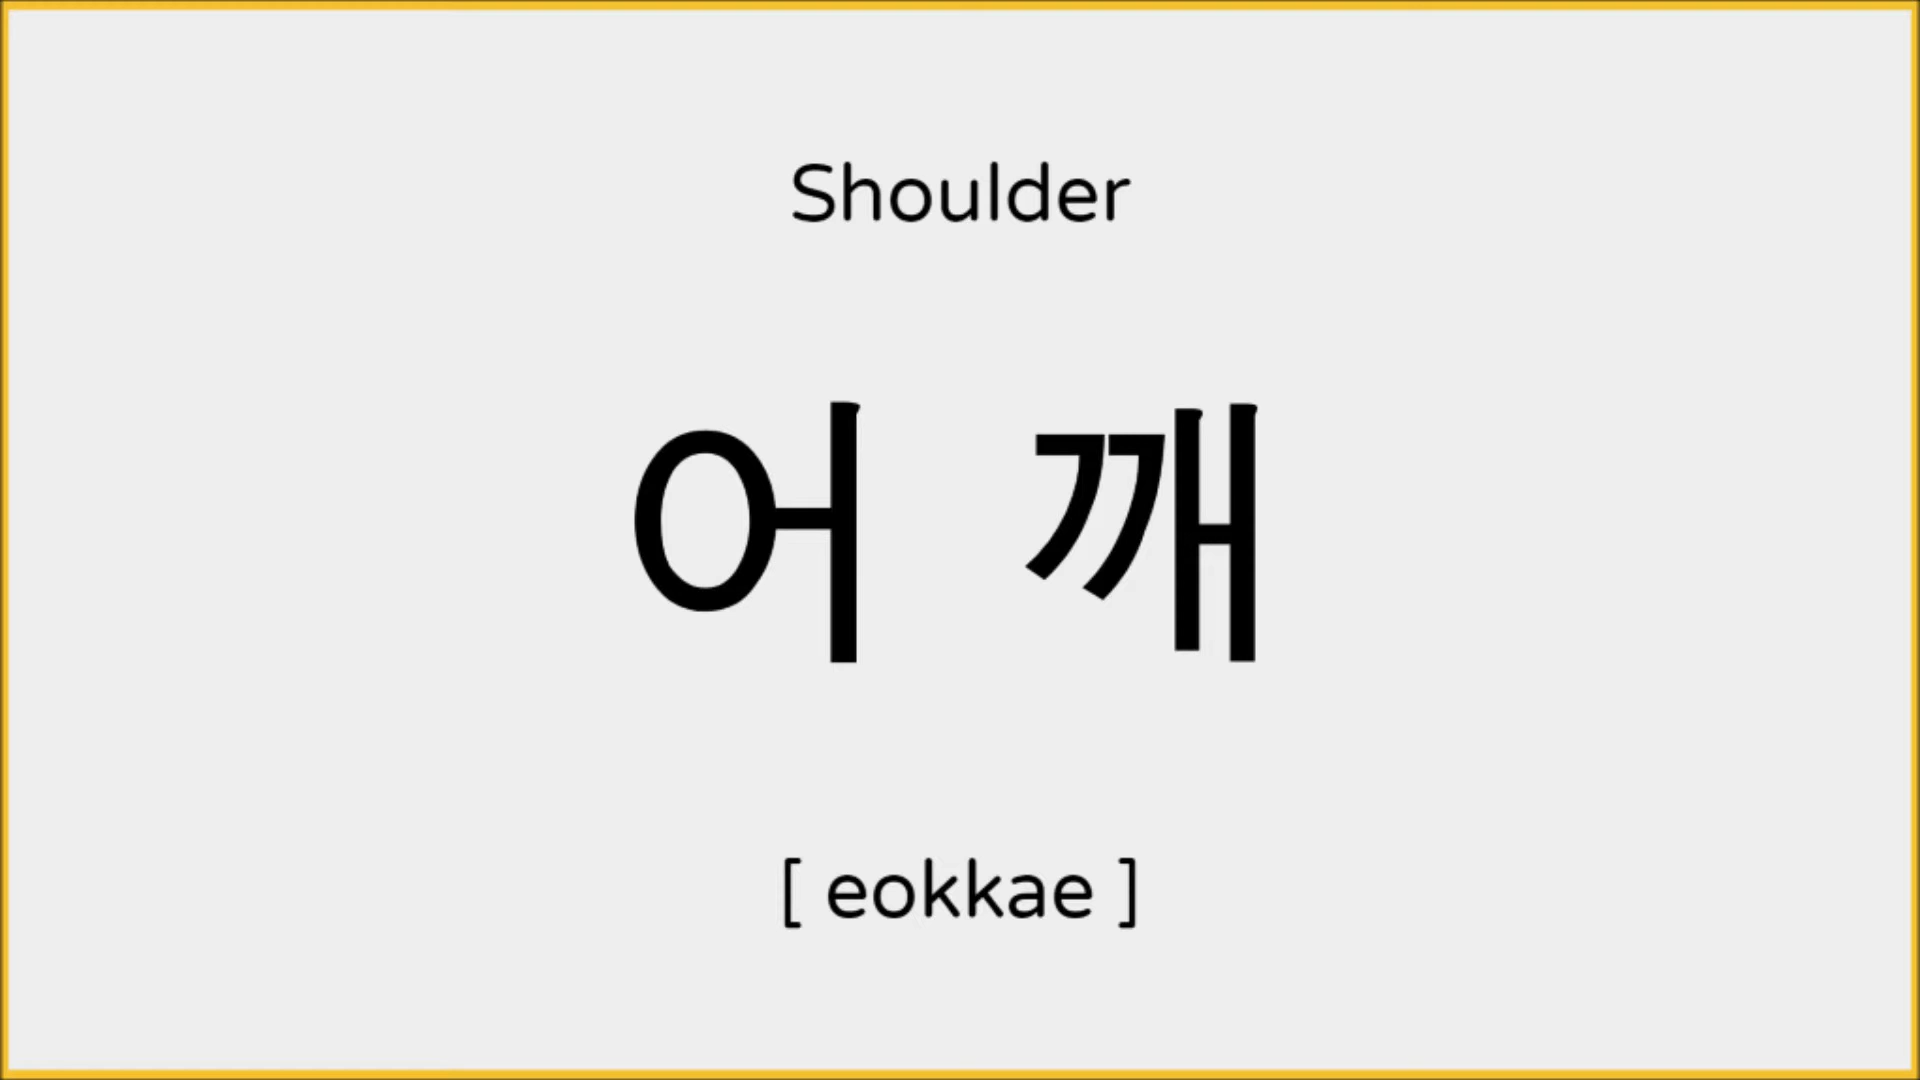 Shoulder
어 깨
[ eokkae ]